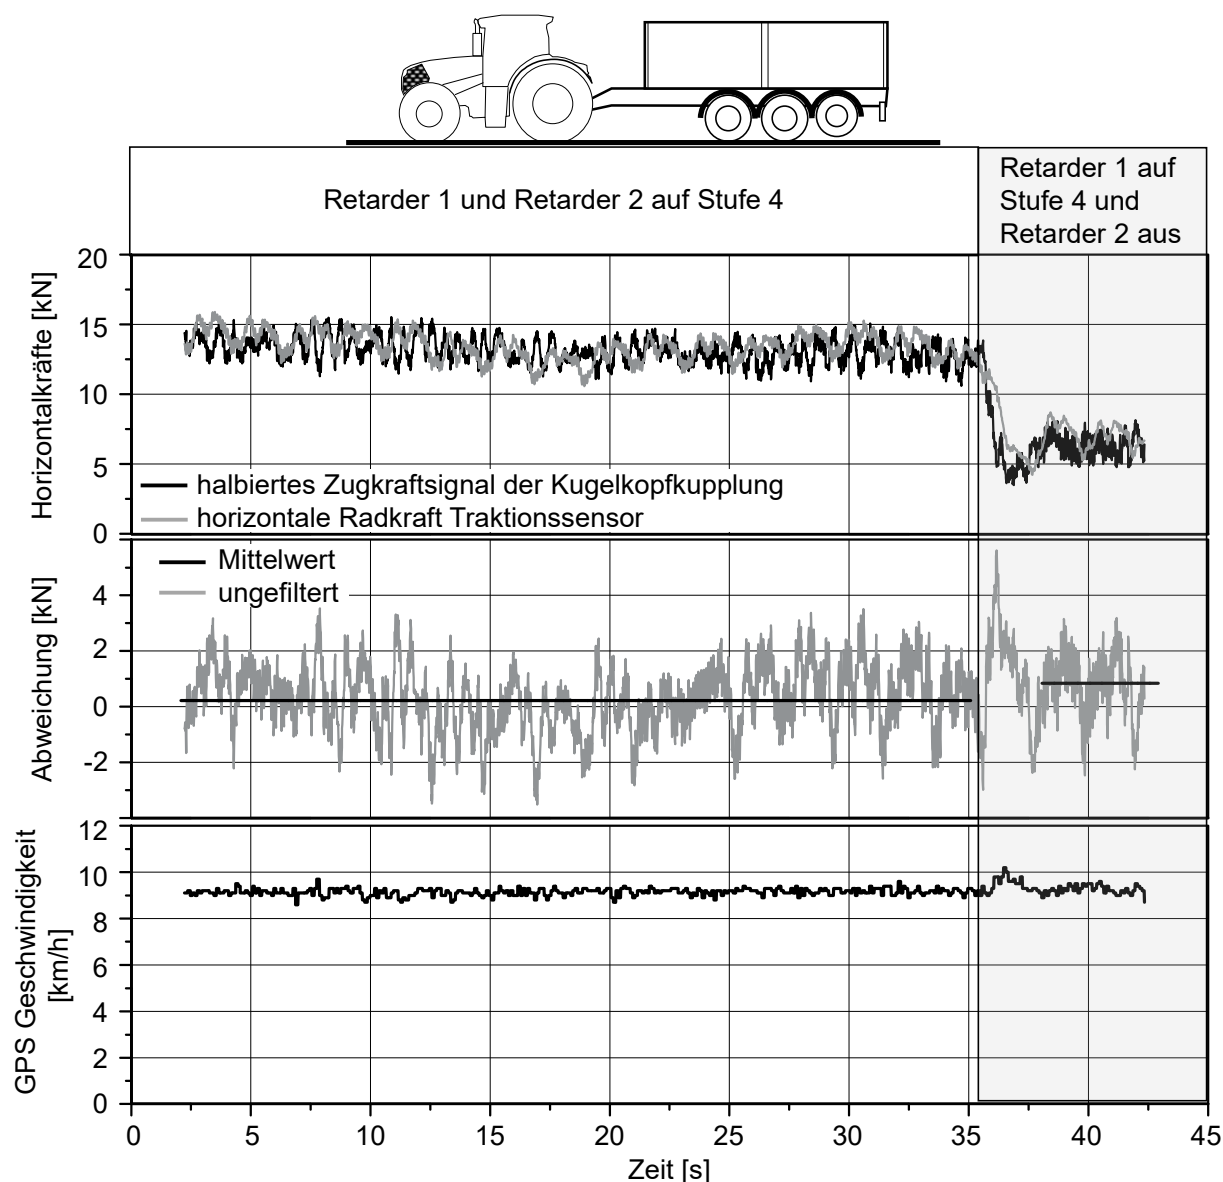 Retarder 1 und Retarder 2 auf Stufe 4
Retarder 1 auf
Stufe 4 und
Retarder 2 aus
Horizontalkräfte [kN]
20
15
10
5
0
halbiertes Zugkraftsignal der Kugelkopfkupplung
horizontale Radkraft Traktionssensor
Abweichung [kN]
4
2
0
-2
Mittelwert
ungefiltert
GPS Geschwindigkeit
[km/h]
12
10
8
6
4
2
0
0 5 10 15 20 25 30 35 40 45
Zeit [s]